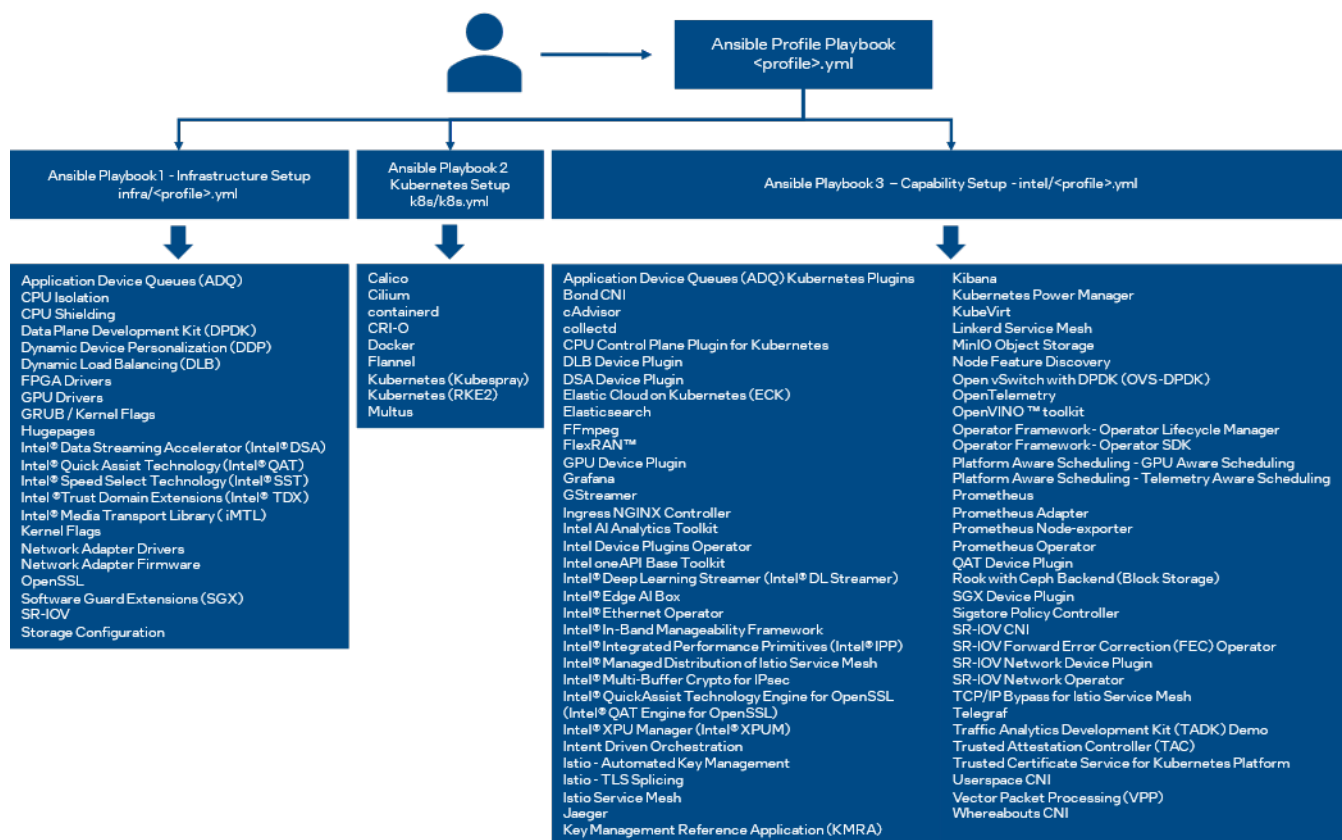 Ansible Profile Playbook
<profile>.yml
Ansible Playbook 1 - Infrastructure Setup
infra/<profile>.yml
Ansible Playbook 2
Kubernetes Setup
k8s/k8s.yml
Ansible Playbook 3 – Capability Setup - intel/<profile>.yml
Application Device Queues (ADQ)
CPU Isolation
CPU Shielding
Data Plane Development Kit (DPDK)
Dynamic Device Personalization (DDP)
Dynamic Load Balancing (DLB)
FPGA Drivers
GPU Drivers
GRUB / Kernel Flags
Hugepages
Intel® Data Streaming Accelerator (Intel® DSA)
Intel® Quick Assist Technology (Intel® QAT)
Intel® Speed Select Technology (Intel® SST)
Intel ®Trust Domain Extensions (Intel® TDX)
Intel® Media Transport Library ( iMTL)
Kernel Flags
Network Adapter Drivers
Network Adapter Firmware
OpenSSL
Software Guard Extensions (SGX)
SR-IOV
Storage Configuration
Calico
Cilium
containerd
CRI-O
Docker
Flannel
Kubernetes (Kubespray)
Kubernetes (RKE2)
Multus
Application Device Queues (ADQ) Kubernetes Plugins
Bond CNI
cAdvisor
collectd
CPU Control Plane Plugin for Kubernetes
DLB Device Plugin
DSA Device Plugin
Elastic Cloud on Kubernetes (ECK)
Elasticsearch
FFmpeg
FlexRAN™
GPU Device Plugin
Grafana
GStreamer
Ingress NGINX Controller
Intel AI Analytics Toolkit
Intel Device Plugins Operator
Intel oneAPI Base Toolkit
Intel® Deep Learning Streamer (Intel® DL Streamer)
Intel® Edge AI Box
Intel® Ethernet Operator
Intel® In-Band Manageability Framework
Intel® Integrated Performance Primitives (Intel® IPP)
Intel® Managed Distribution of Istio Service Mesh
Intel® Multi-Buffer Crypto for IPsec
Intel® QuickAssist Technology Engine for OpenSSL
(Intel® QAT Engine for OpenSSL)
Intel® XPU Manager (Intel® XPUM)
Intent Driven Orchestration
Istio - Automated Key Management
Istio - TLS Splicing
Istio Service Mesh
Jaeger
Key Management Reference Application (KMRA)
Kibana
Kubernetes Power Manager
KubeVirt
Linkerd Service Mesh
MinIO Object Storage
Node Feature Discovery
Open vSwitch with DPDK (OVS-DPDK)
OpenTelemetry
OpenVINO ™ toolkit
Operator Framework - Operator Lifecycle Manager
Operator Framework - Operator SDK
Platform Aware Scheduling - GPU Aware Scheduling
Platform Aware Scheduling - Telemetry Aware Scheduling
Prometheus
Prometheus Adapter
Prometheus Node-exporter
Prometheus Operator
QAT Device Plugin
Rook with Ceph Backend (Block Storage)
SGX Device Plugin
Sigstore Policy Controller
SR-IOV CNI
SR-IOV Forward Error Correction (FEC) Operator
SR-IOV Network Device Plugin
SR-IOV Network Operator
TCP/IP Bypass for Istio Service Mesh
Telegraf
Traffic Analytics Development Kit (TADK) Demo
Trusted Attestation Controller (TAC)
Trusted Certificate Service for Kubernetes Platform
Userspace CNI
Vector Packet Processing (VPP)
Whereabouts CNI